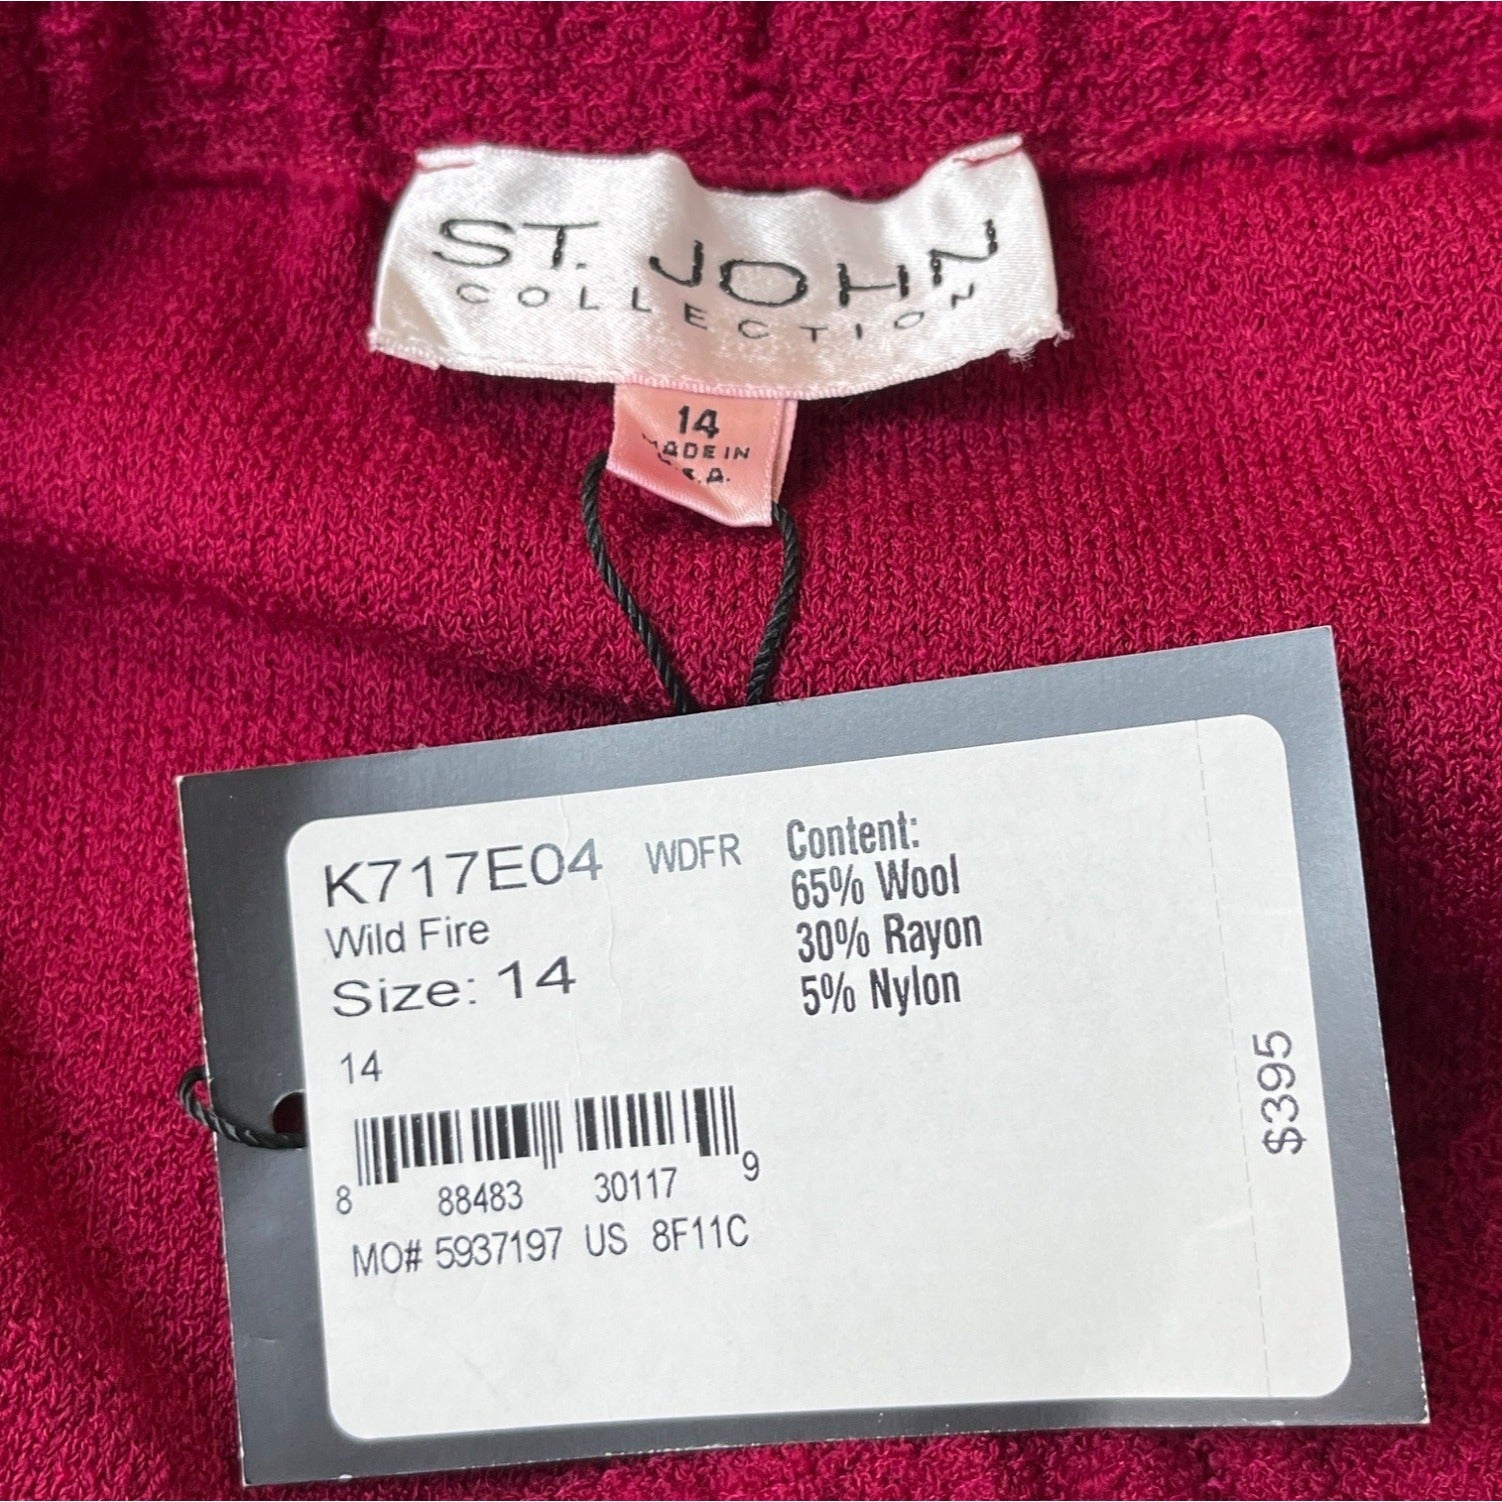 ST. JOHN
COLLECTION
14
MADE IN
U.S.A.
K717E04 WDFR
Wild Fire
Size: 14
14
8 88483 30117 9
MO# 5937197 US 8F11C
Content:
65% Wool
30% Rayon
5% Nylon
$395